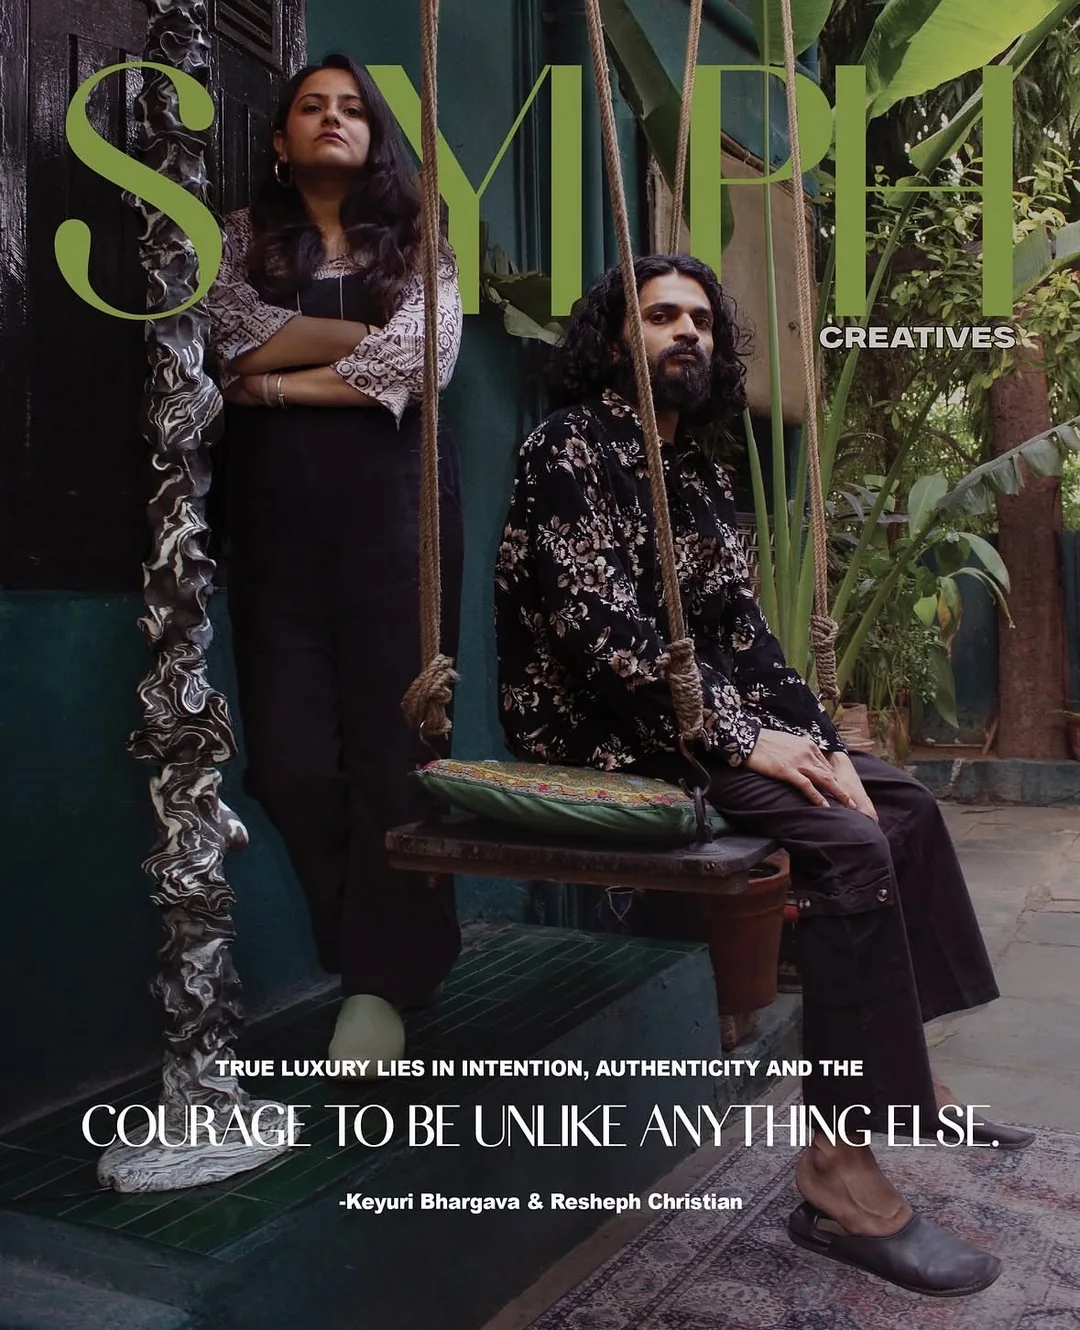 SYPH
CREATIVES
TRUE LUXURY LIES IN INTENTION, AUTHENTICITY AND THE
COURAGE TO BE UNLIKE ANYTHING ELSE.
-Keyuri Bhargava & Resheph Christian